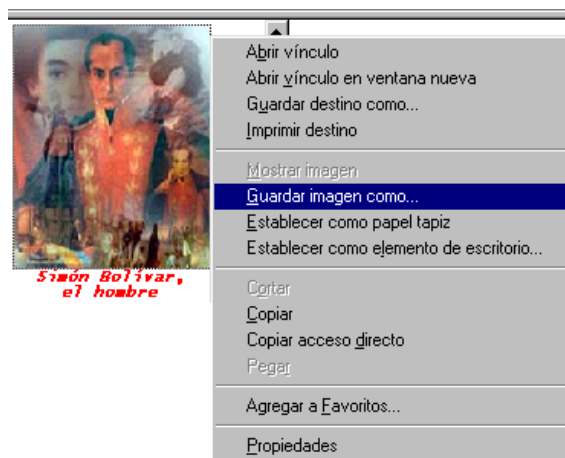 Simón Bolívar,
el hombre
Abrir vínculo
Abrir vínculo en ventana nueva
Guardar destino como...
Imprimir destino
Mostrar imagen
Guardar imagen como...
Establecer como papel tapiz
Establecer como elemento de escritorio...
Cortar
Copiar
Copiar acceso directo
Pegar
Agregar a Favoritos...
Propiedades